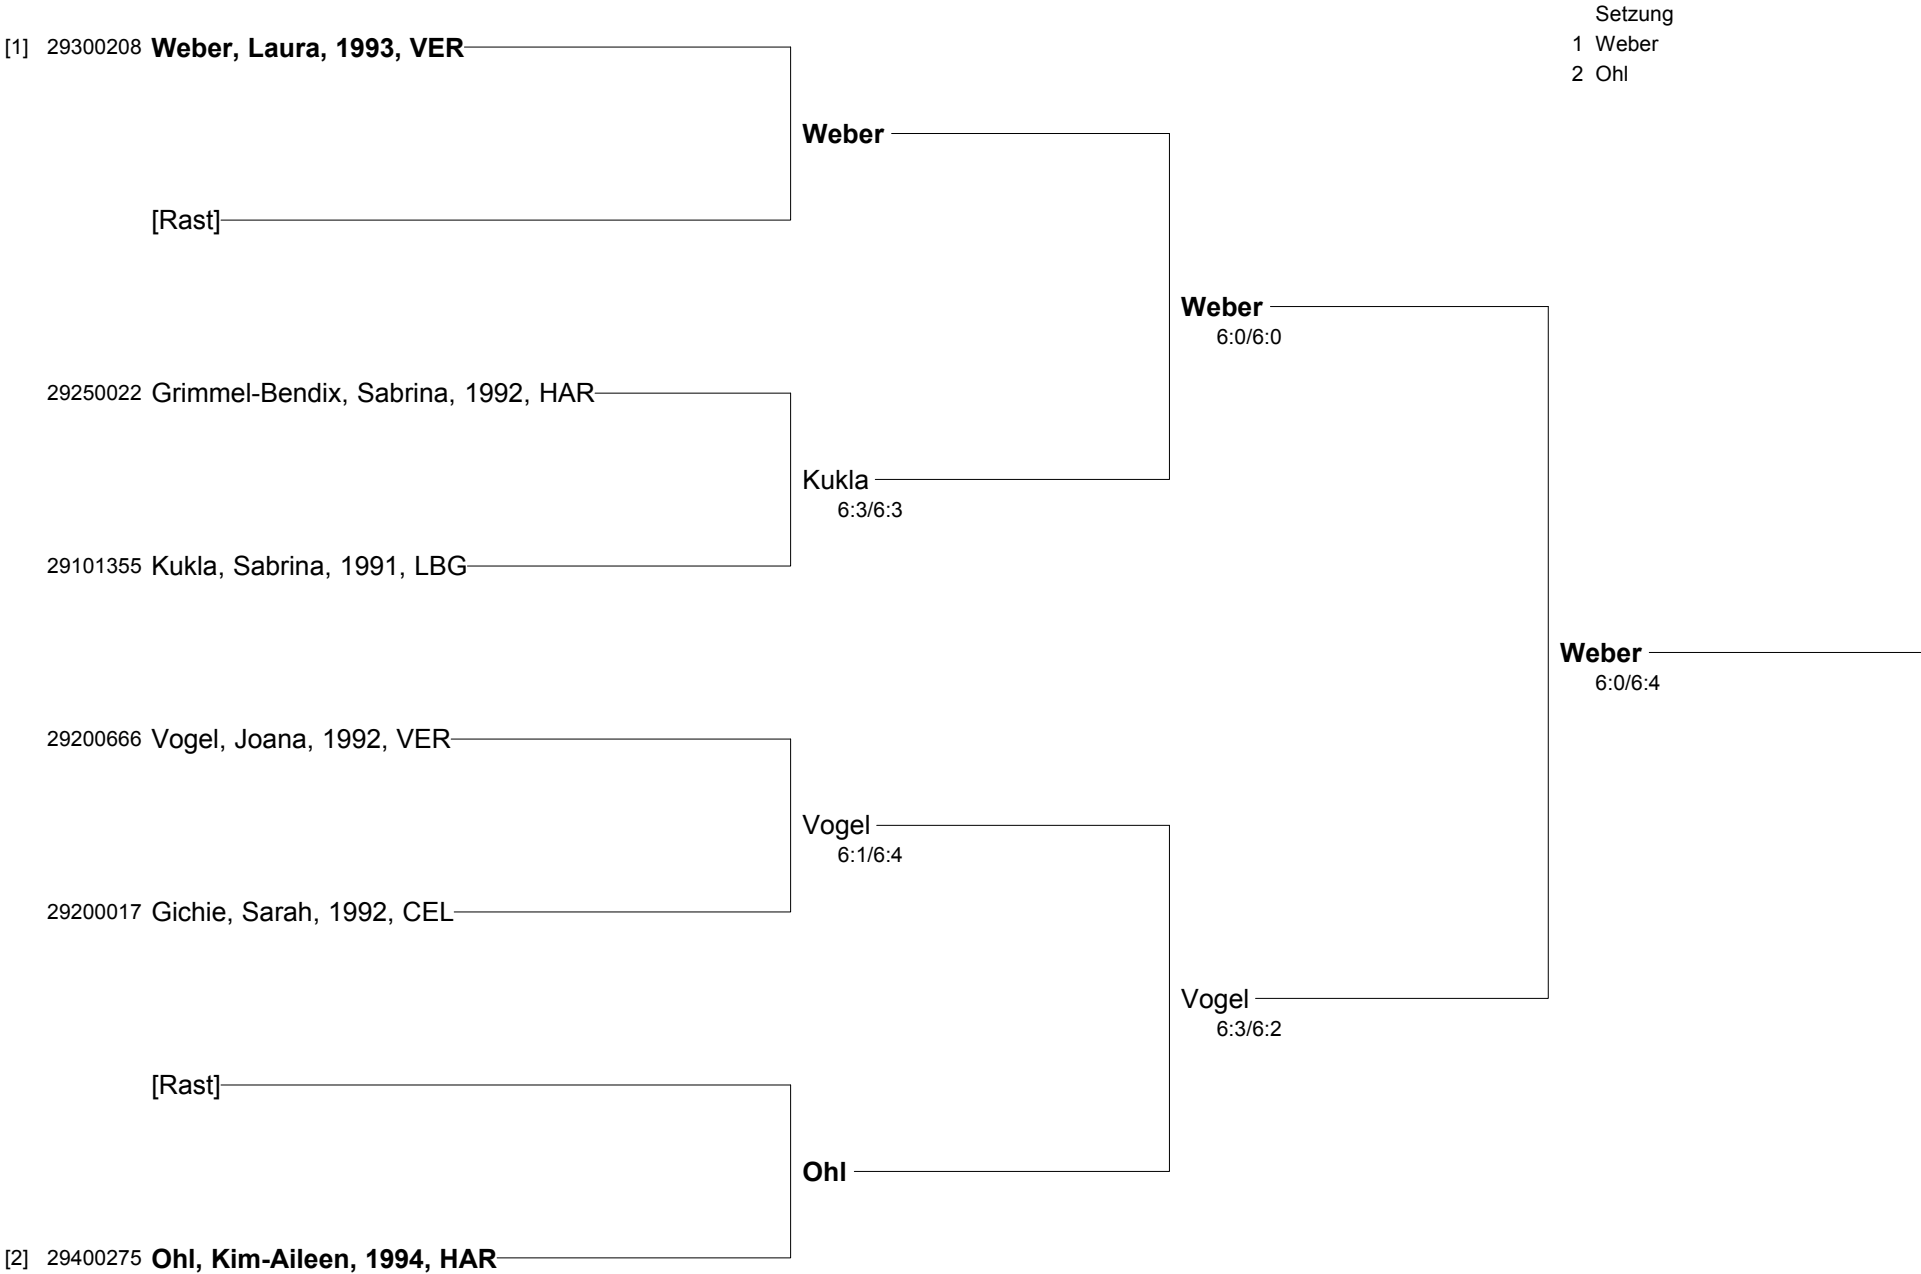 Setzung
1 Weber
2 Ohl
[1] 29300208 Weber, Laura, 1993, VER
Weber
[Rast]
Weber
6:0/6:0
29250022 Grimmel-Bendix, Sabrina, 1992, HAR
Kukla
6:3/6:3
29101355 Kukla, Sabrina, 1991, LBG
Weber
6:0/6:4
29200666 Vogel, Joana, 1992, VER
Vogel
6:1/6:4
29200017 Gichie, Sarah, 1992, CEL
Vogel
6:3/6:2
[Rast]
Ohl
[2] 29400275 Ohl, Kim-Aileen, 1994, HAR